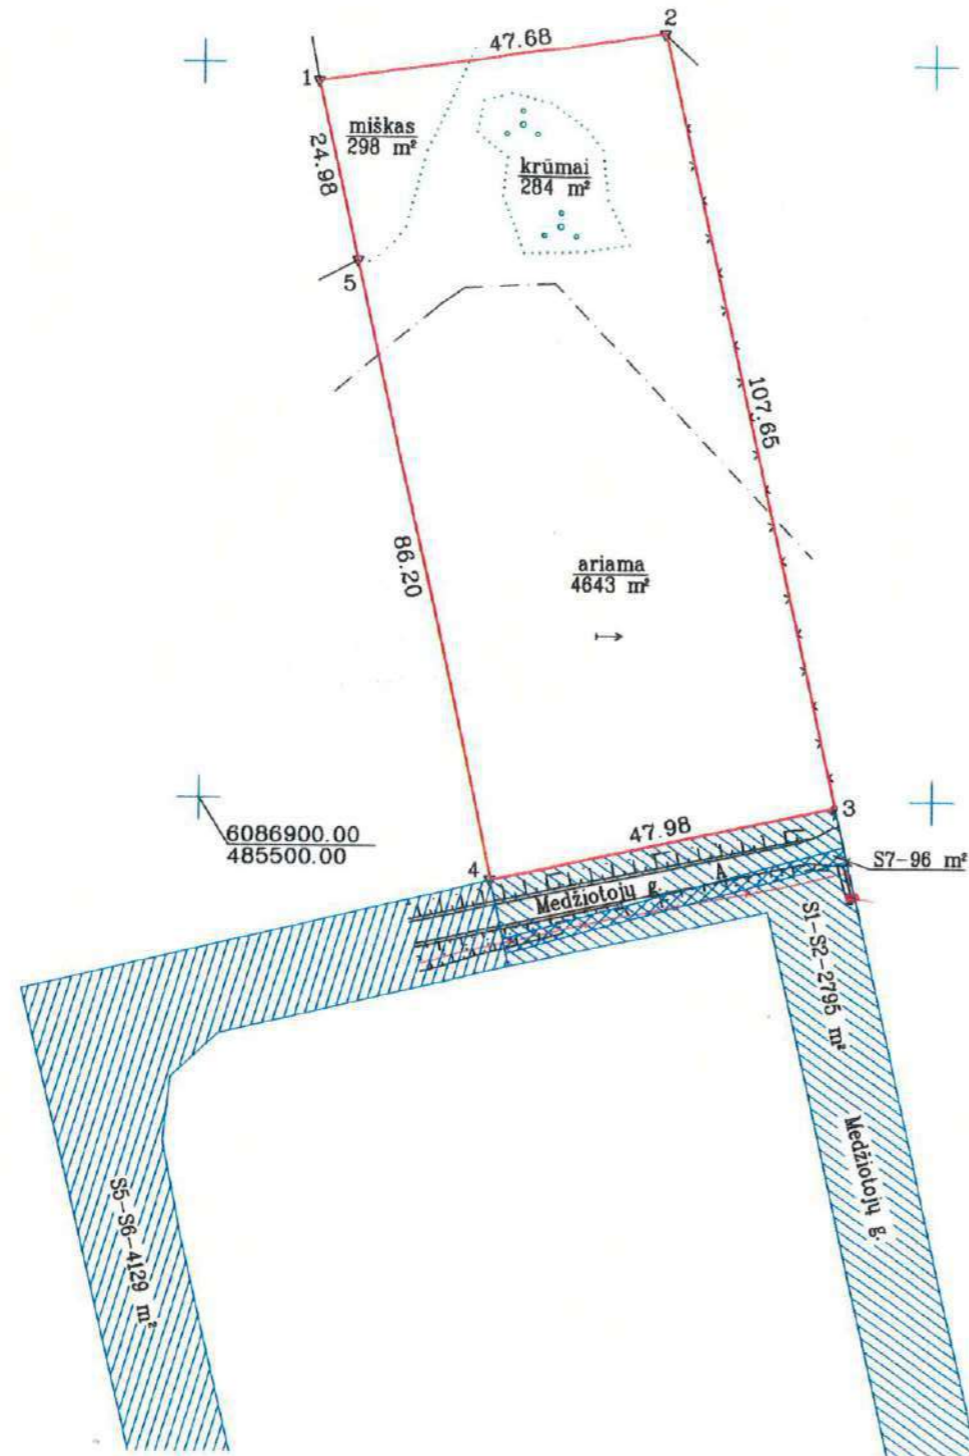 2
47.68
1
miškas
298 m²
24.98
krūmai
284 m²
5
107.65
86.20
ariama
4643 m²
6086900.00
485500.00
3
47.98
4
S7-96 m²
Medžiotojų g.
A
S1-S2-2795 m²
Medžiotojų g.
S5-S6-4129 m²